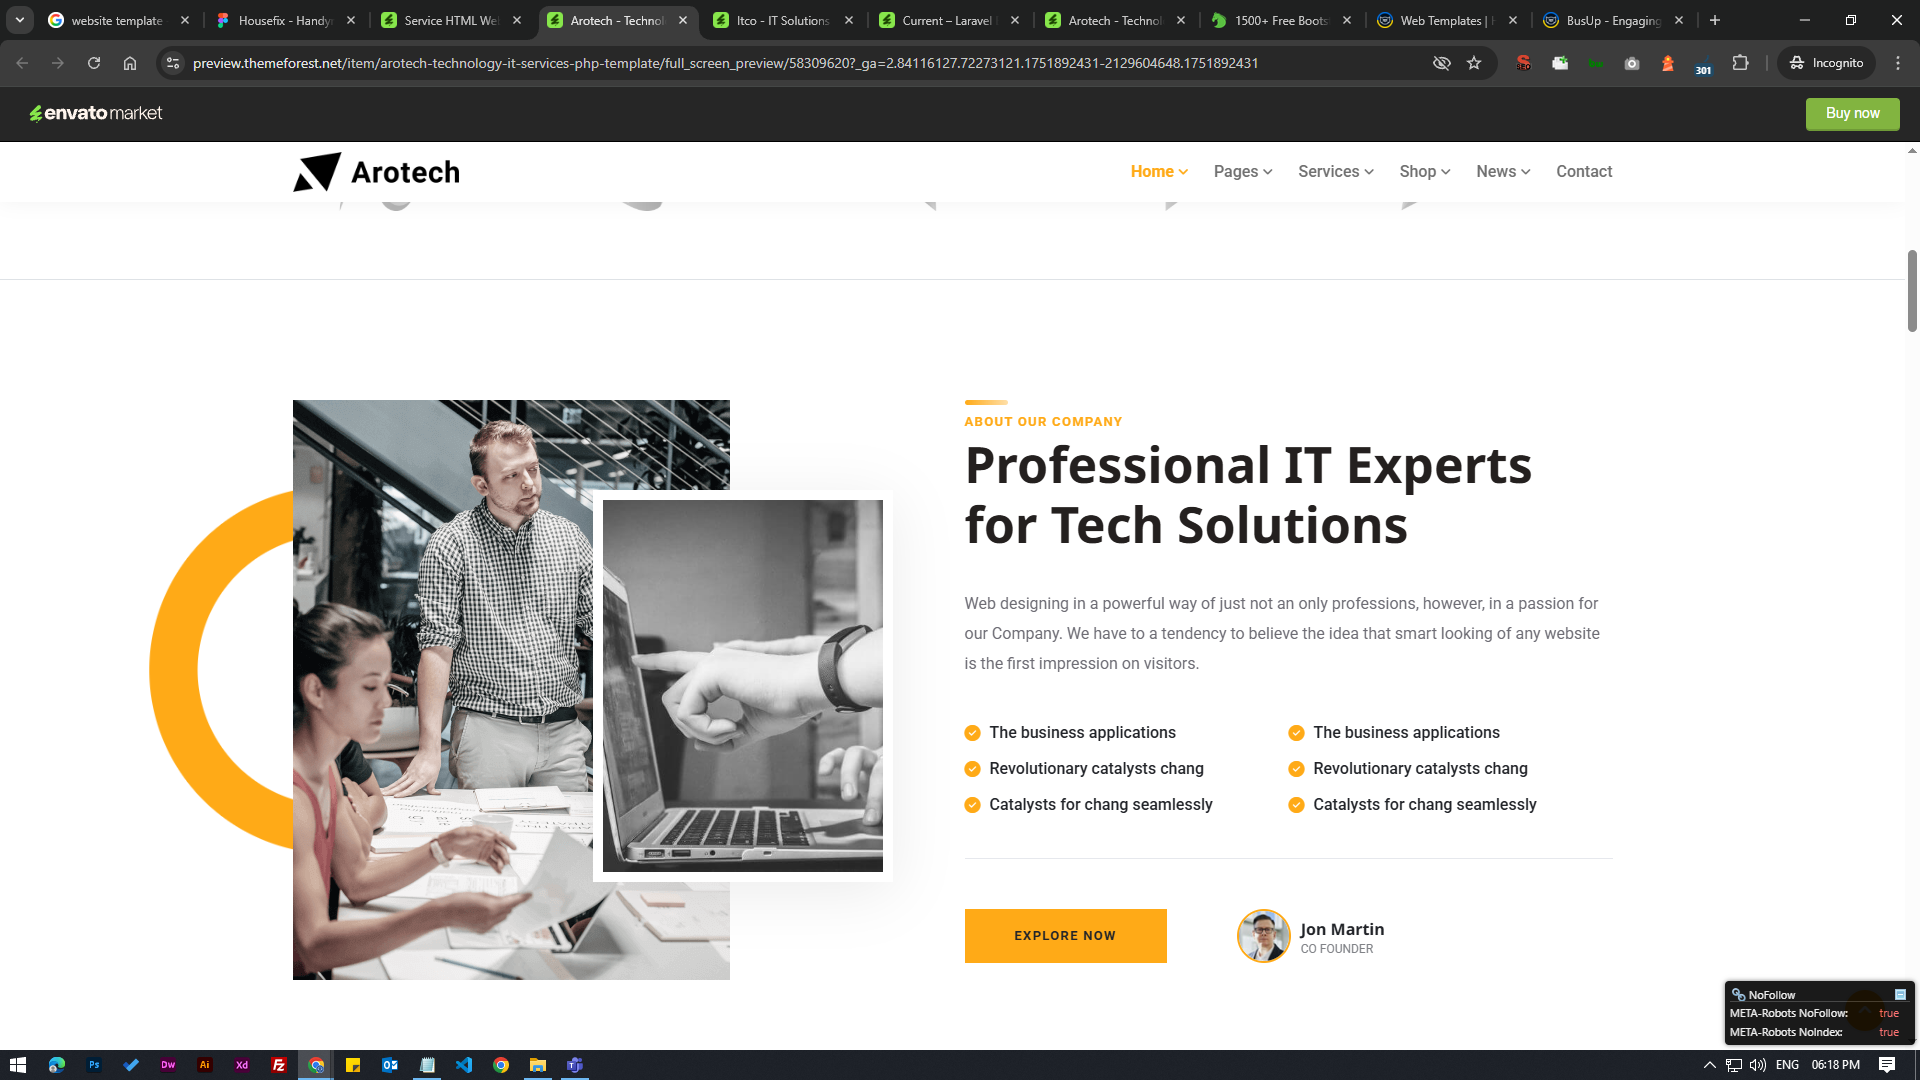 website template
Housefix - Handy
Service HTML We
Arotech - Technol
Itco - IT Solutions
Current – Laravel
Arotech - Technol
1500+ Free Boots
Web Templates |
BusUp - Engaging
preview.themeforest.net/item/arotech-technology-it-services-php-template/full_screen_preview/58309620?_ga=2.84116127.72273121.1751892431-2129604648.1751892431
SEO
301
Incognito
envato market
Buy now
Arotech
Home
Pages
Services
Shop
News
Contact
ABOUT OUR COMPANY
Professional IT Experts
for Tech Solutions
Web designing in a powerful way of just not an only professions, however, in a passion for
our Company. We have to a tendency to believe the idea that smart looking of any website
is the first impression on visitors.
The business applications
The business applications
Revolutionary catalysts chang
Revolutionary catalysts chang
Catalysts for chang seamlessly
Catalysts for chang seamlessly
EXPLORE NOW
Jon Martin
CO FOUNDER
NoFollow
META-Robots NoFollow: true
META-Robots NoIndex: true
Ps
Dw
Ai
Xd
Fz
ENG
06:18 PM